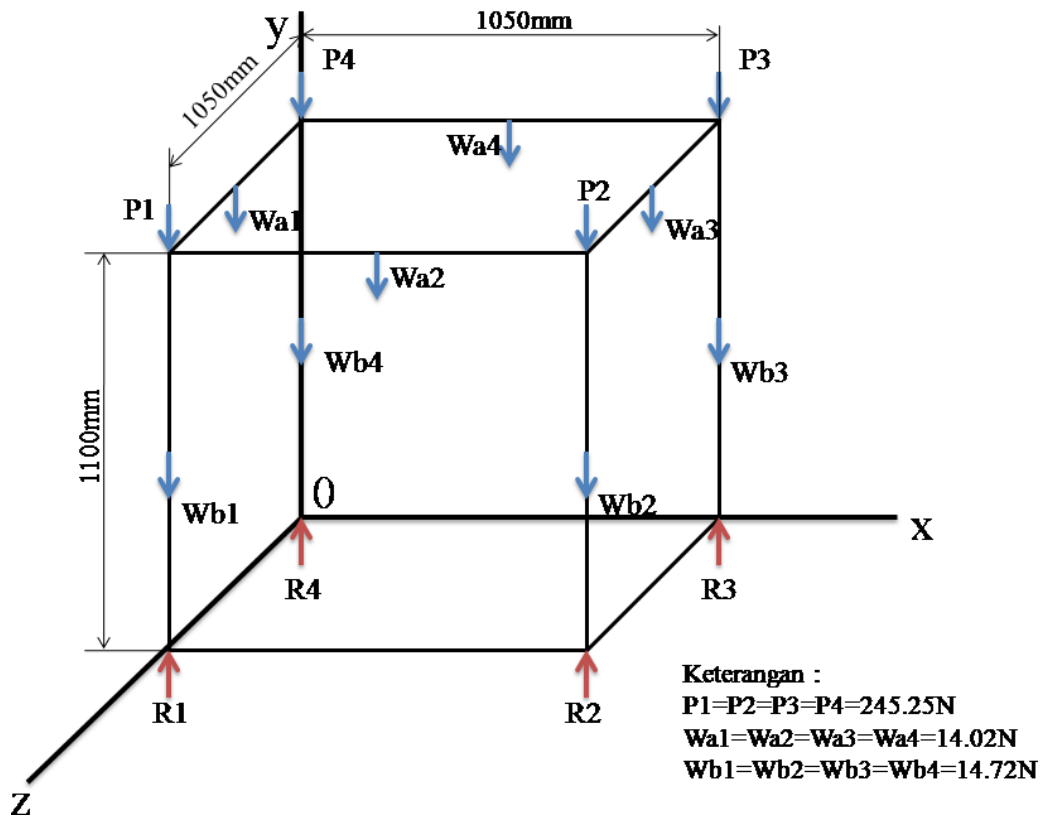 1050mm
y
P4
P3
1050mm
Wa4
P1
P2
Wa1
Wa3
Wa2
Wb4
Wb3
1100mm
0
Wb1
Wb2
x
R4
R3
R1
R2
z
Keterangan :
P1=P2=P3=P4=245.25N
Wa1=Wa2=Wa3=Wa4=14.02N
Wb1=Wb2=Wb3=Wb4=14.72N